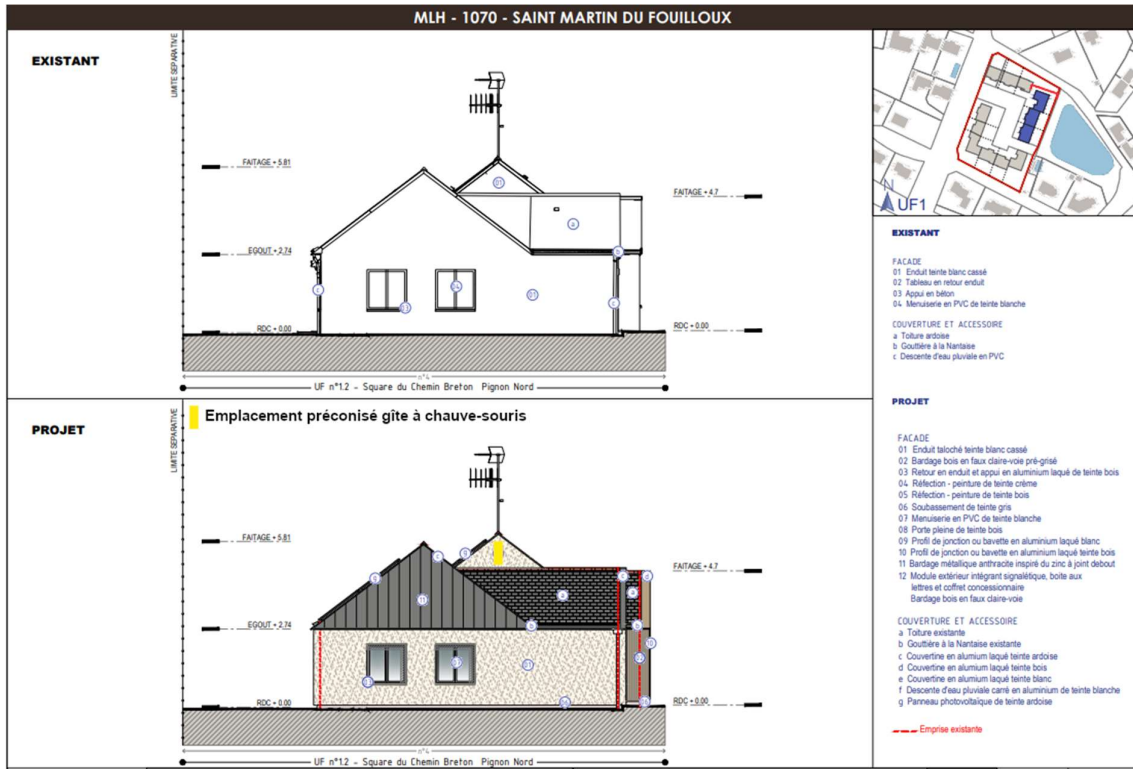 MLH - 1070 - SAINT MARTIN DU FOUILLOUX
EXISTANT
LIMITE SEPARATIVE
FAITAGE + 5.81
EGOUT + 2.74
RDC + 0.00
FAITAGE + 4.7
RDC + 0.00
01
a
b
c
03
04
01
c
n°4
UF n°1.2 - Square du Chemin Breton Pignon Nord
N
UF1
EXISTANT
FACADE
01 Enduit teinte blanc cassé
02 Tableau en retour enduit
03 Appui en béton
04 Menuiserie en PVC de teinte blanche
COUVERTURE ET ACCESSOIRE
a Toiture ardoise
b Gouttière à la Nantaise
c Descente d'eau pluviale en PVC
PROJET
Emplacement préconisé gîte à chauve-souris
LIMITE SEPARATIVE
FAITAGE + 5.81
EGOUT + 2.74
RDC + 0.00
FAITAGE + 4.7
RDC + 0.00
g
c
g
11
a
c
a
d
b
10
02
01
n°4
UF n°1.2 - Square du Chemin Breton Pignon Nord
PROJET
FACADE
01 Enduit taloché teinte blanc cassé
02 Bardage bois en faux claire-voie pré-grisé
03 Retour en enduit et appui en aluminium laqué de teinte bois
04 Réfection - peinture de teinte crème
05 Réfection - peinture de teinte bois
06 Soubassement de teinte gris
07 Menuiserie en PVC de teinte blanche
08 Porte pleine de teinte bois
09 Profil de jonction ou bavette en aluminium laqué blanc
10 Profil de jonction ou bavette en aluminium laqué teinte bois
11 Bardage métallique anthracite inspiré du zinc à joint debout
12 Module extérieur intégrant signalétique, boite aux
lettres et coffret concessionnaire
Bardage bois en faux claire-voie
COUVERTURE ET ACCESSOIRE
a Toiture existante
b Gouttière à la Nantaise existante
c Couvertine en alumium laqué teinte ardoise
d Couvertine en alumium laqué teinte bois
e Couvertine en alumium laqué teinte blanc
f Descente d'eau pluviale carré en aluminium de teinte blanche
g Panneau photovoltaïque de teinte ardoise
Emprise existante